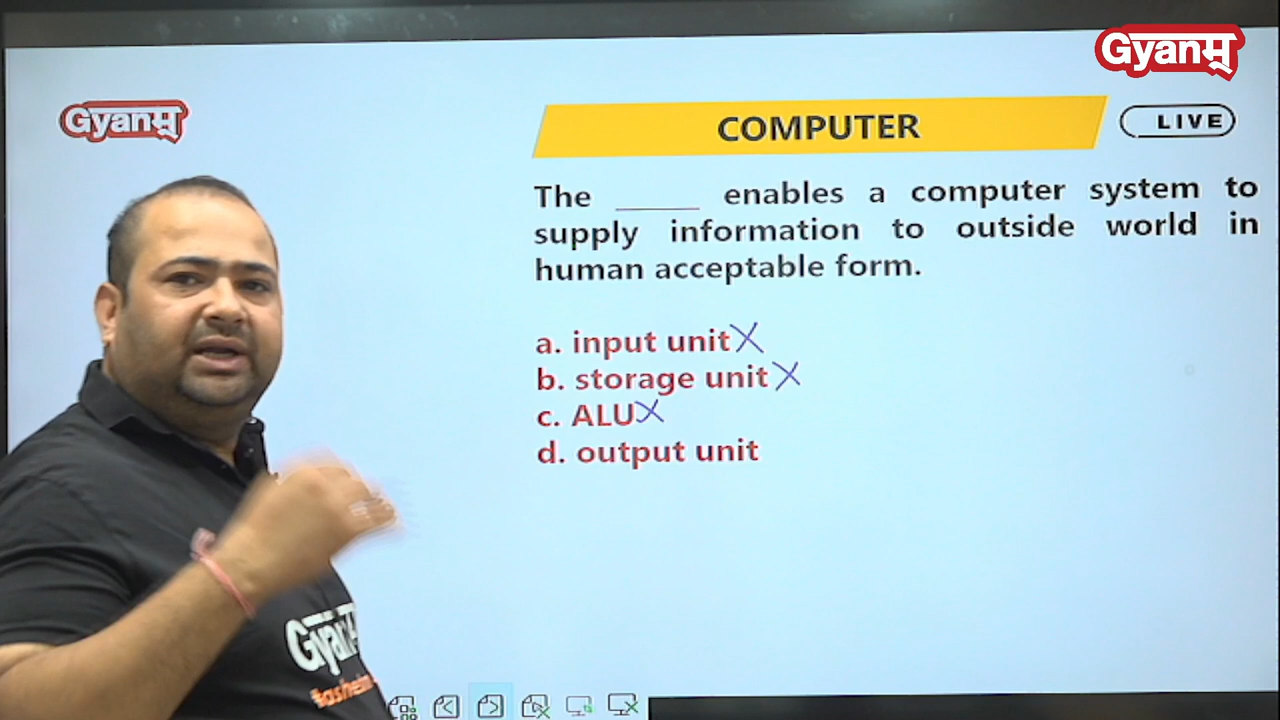 Gyanम्
Gyanम्
COMPUTER
LIVE
The _____ enables a computer system to
supply information to outside world in
human acceptable form.
a. input unit
b. storage unit
c. ALU
d. output unit